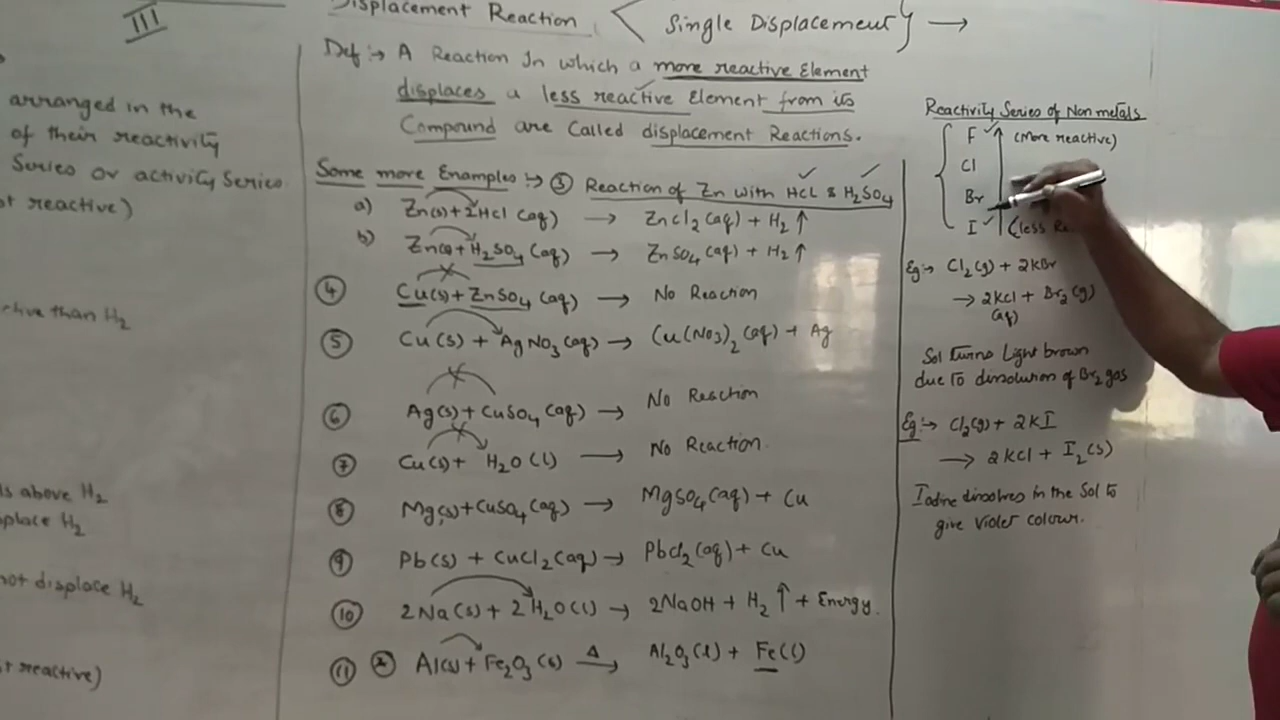 III
arranged in the
of their reactivity
Series or activity Series
t reactive)
than H₂
above H₂
place H₂
not displace H₂
t reactive)
Displacement Reaction < Single Displacement } →
Def :→ A Reaction In which a more reactive Element
displaces a less reactive Element from its
Compound are Called displacement Reactions.
Some more Examples :→ ③ Reaction of Zn with HCL & H₂SO₄
a) Zn(s) + 2HCl (aq) → ZnCl₂ (aq) + H₂ ↑
b) Zn(s) + H₂SO₄ (aq) → ZnSO₄ (aq) + H₂ ↑
④ Cu(s) + ZnSO₄ (aq) → No Reaction
⑤ Cu(s) + AgNO₃ (aq) → Cu(NO₃)₂ (aq) + Ag
⑥ Ag(s) + CuSO₄ (aq) → No Reaction
⑦ Cu(s) + H₂O (l) → No Reaction.
⑧ Mg(s) + CuSO₄ (aq) → MgSO₄ (aq) + Cu
⑨ Pb(s) + CuCl₂ (aq) → PbCl₂ (aq) + Cu
⑩ 2Na(s) + 2H₂O (l) → 2NaOH + H₂ ↑ + Energy.
⑪ ② Al(s) + Fe₂O₃ (s) Δ→ Al₂O₃ (l) + Fe(l)
Reactivity Series of Non metals
F (More reactive)
Cl
Br
I (less Re
Eg:→ Cl₂(g) + 2KBr
→ 2KCl + Br₂(g)
(aq)
Sol turns Light brown
due to dissolution of Br₂ gas
Eg:→ Cl₂(g) + 2KI
→ 2KCl + I₂(s)
Iodine dissolves in the Sol to
give Violet colour.